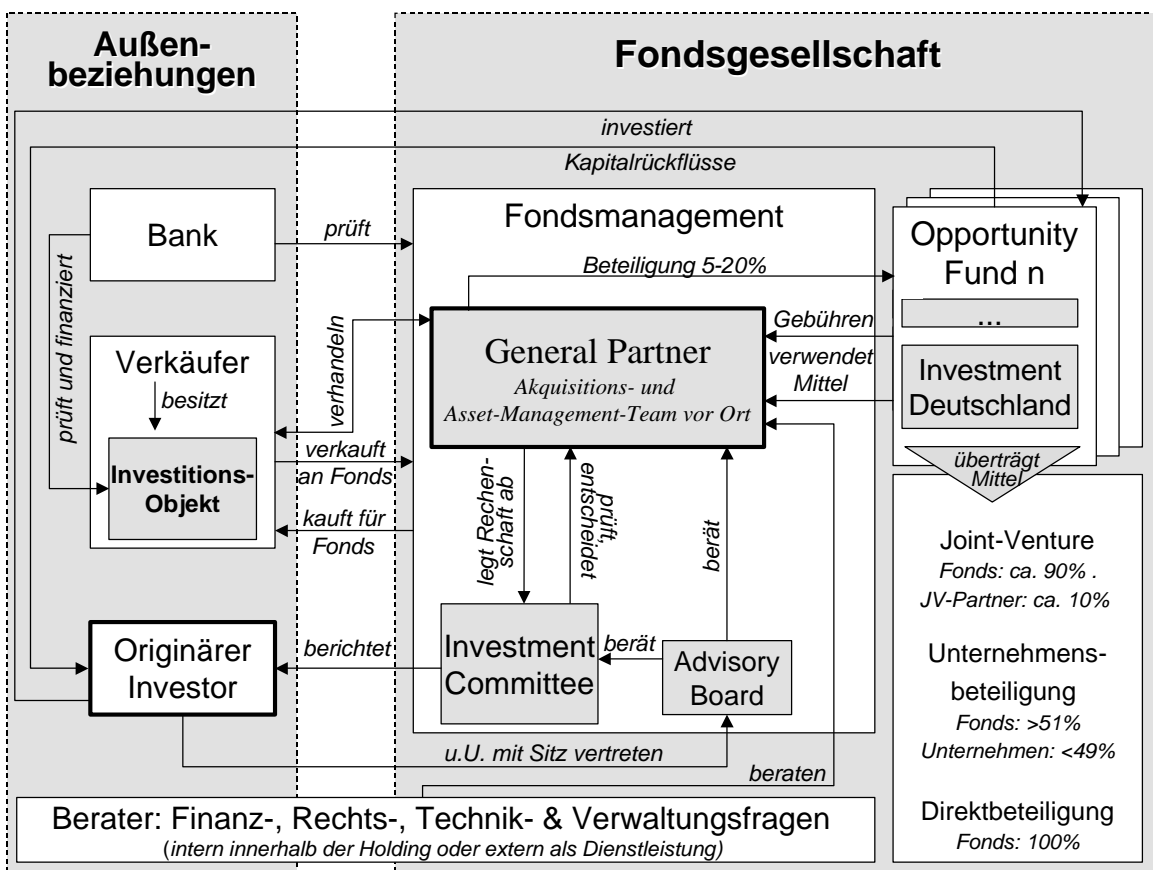 Außen-
beziehungen
Fondsgesellschaft
investiert
Kapitalrückflüsse
Bank
prüft
prüft und finanziert
Verkäufer
besitzt
Investitions-
Objekt
verhandeln
verkauft
an Fonds
kauft für
Fonds
Originärer
Investor
berichtet
Fondsmanagement
Beteiligung 5-20%
General Partner
Akquisitions- und
Asset-Management-Team vor Ort
Gebühren
verwendet
Mittel
legt Rechen-
schaft ab
prüft,
entscheidet
berät
Investment
Committee
berät
Advisory
Board
u.U. mit Sitz vertreten
beraten
Opportunity
Fund n
...
Investment
Deutschland
überträgt
Mittel
Joint-Venture
Fonds: ca. 90% .
JV-Partner: ca. 10%
Unternehmens-
beteiligung
Fonds: >51%
Unternehmen: <49%
Direktbeteiligung
Fonds: 100%
Berater: Finanz-, Rechts-, Technik- & Verwaltungsfragen
(intern innerhalb der Holding oder extern als Dienstleistung)